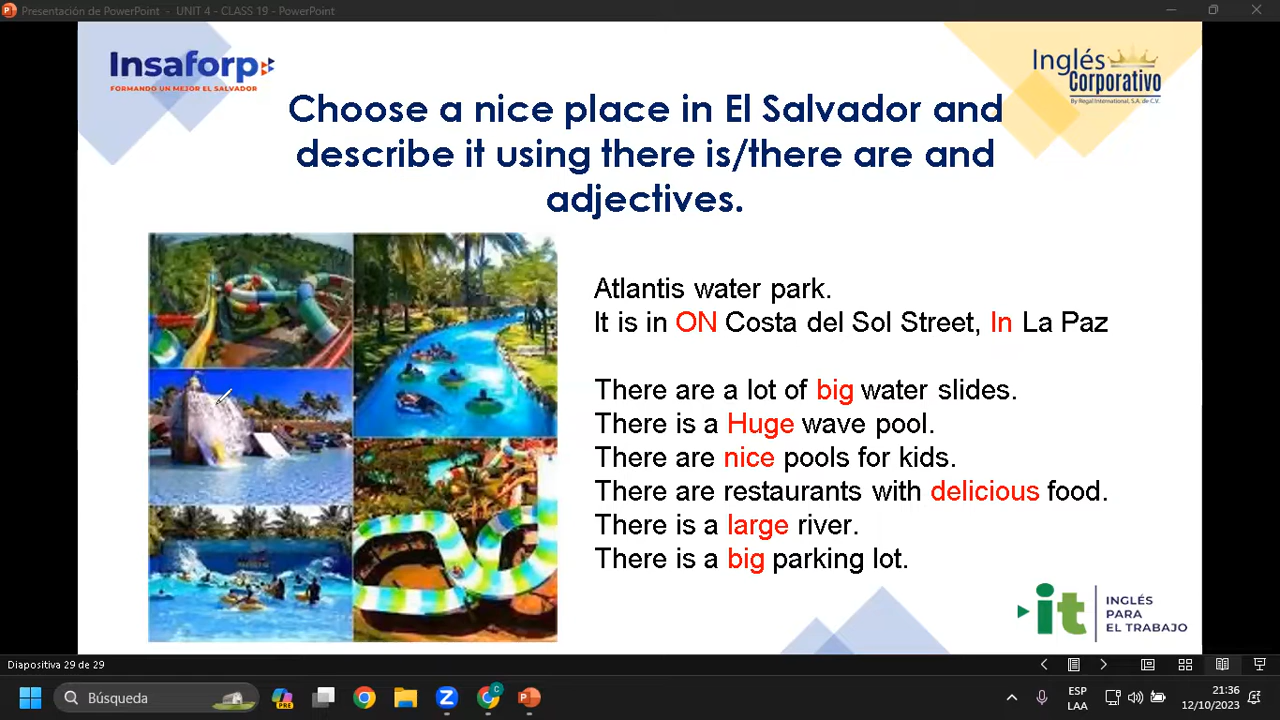 Presentación de PowerPoint - UNIT 4 - CLASS 19 - PowerPoint
Insaforp
FORMANDO UN MEJOR EL SALVADOR
Inglés
Corporativo
By Regal International, S.A. de C.V.
Choose a nice place in El Salvador and
describe it using there is/there are and
adjectives.
Atlantis water park.
It is in ON Costa del Sol Street, In La Paz
There are a lot of big water slides.
There is a Huge wave pool.
There are nice pools for kids.
There are restaurants with delicious food.
There is a large river.
There is a big parking lot.
it
INGLÉS
PARA
EL TRABAJO
Diapositiva 29 de 29
Búsqueda
PRE
ESP
LAA
21:36
12/10/2023